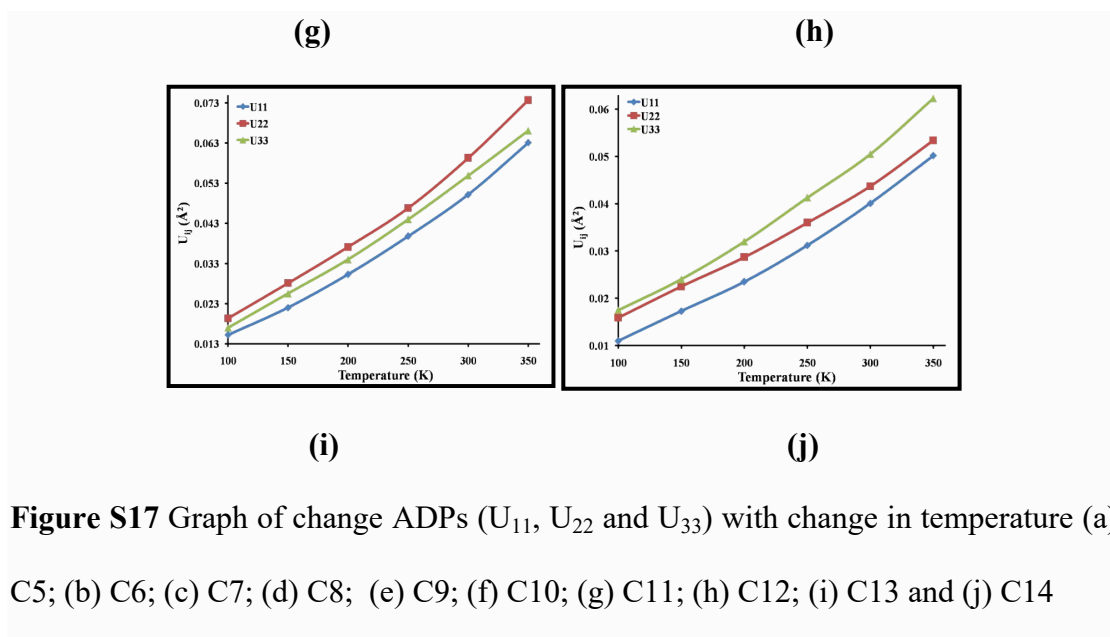 (g) (h)
0.073
0.063
0.053
0.043
0.033
0.023
0.013
U11
U22
U33
U_ij (Å²)
100 150 200 250 300 350
Temperature (K)
0.06
0.05
0.04
0.03
0.02
0.01
U11
U22
U33
U_ij (Å²)
100 150 200 250 300 350
Temperature (K)
(i) (j)
Figure S17 Graph of change ADPs (U₁₁, U₂₂ and U₃₃) with change in temperature (a)
C5; (b) C6; (c) C7; (d) C8; (e) C9; (f) C10; (g) C11; (h) C12; (i) C13 and (j) C14